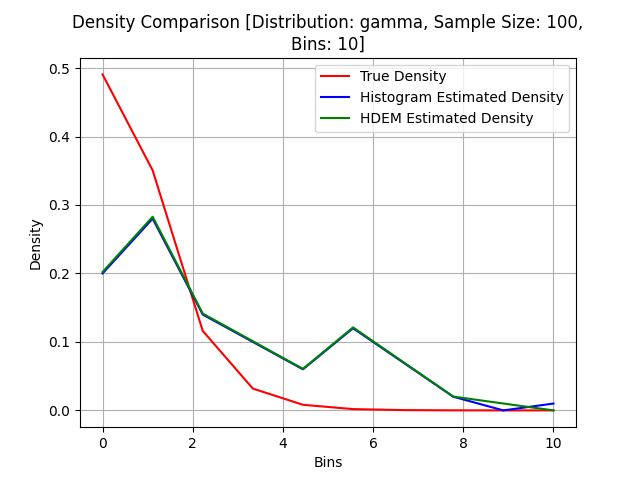 Density Comparison [Distribution: gamma, Sample Size: 100,
Bins: 10]
True Density
Histogram Estimated Density
HDEM Estimated Density
Density
0.5
0.4
0.3
0.2
0.1
0.0
0 2 4 6 8 10
Bins